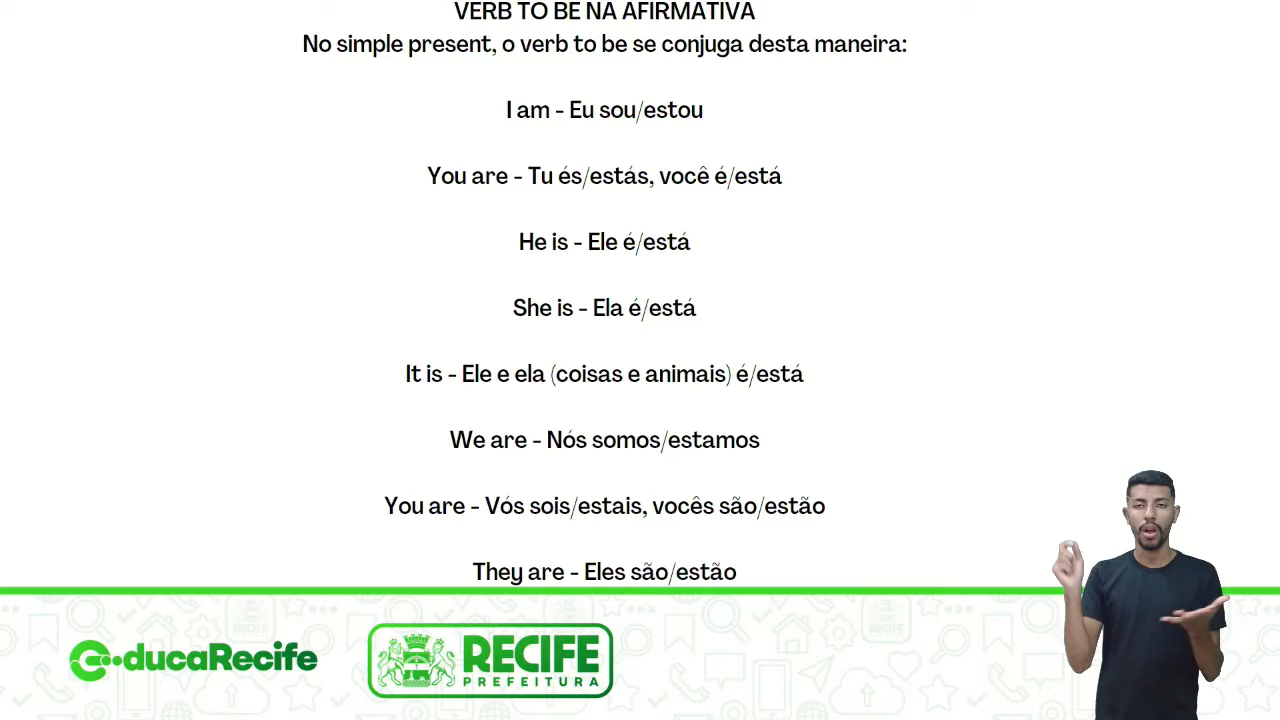 VERB TO BE NA AFIRMATIVA
No simple present, o verb to be se conjuga desta maneira:
I am - Eu sou/estou
You are - Tu és/estás, você é/está
He is - Ele é/está
She is - Ela é/está
It is - Ele e ela (coisas e animais) é/está
We are - Nós somos/estamos
You are - Vós sois/estais, vocês são/estão
They are - Eles são/estão
educaRecife
RECIFE
PREFEITURA